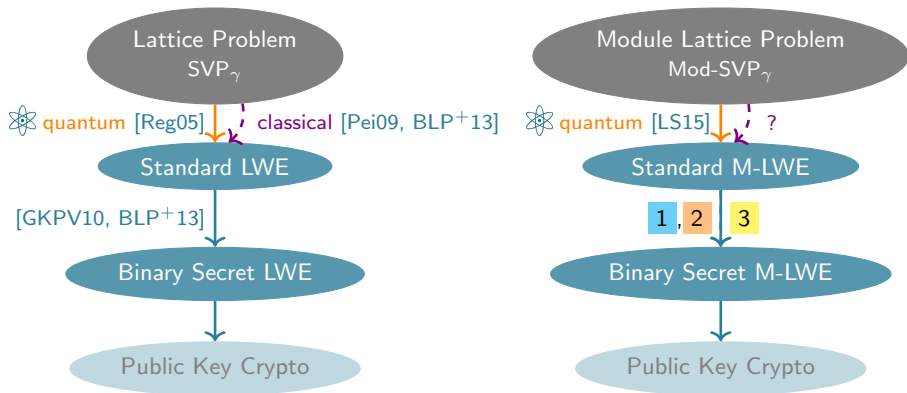 Lattice Problem
SVPγ
quantum [Reg05]
classical [Pei09, BLP+13]
Standard LWE
[GKPV10, BLP+13]
Binary Secret LWE
Public Key Crypto
Module Lattice Problem
Mod-SVPγ
quantum [LS15]
?
Standard M-LWE
1, 2 3
Binary Secret M-LWE
Public Key Crypto